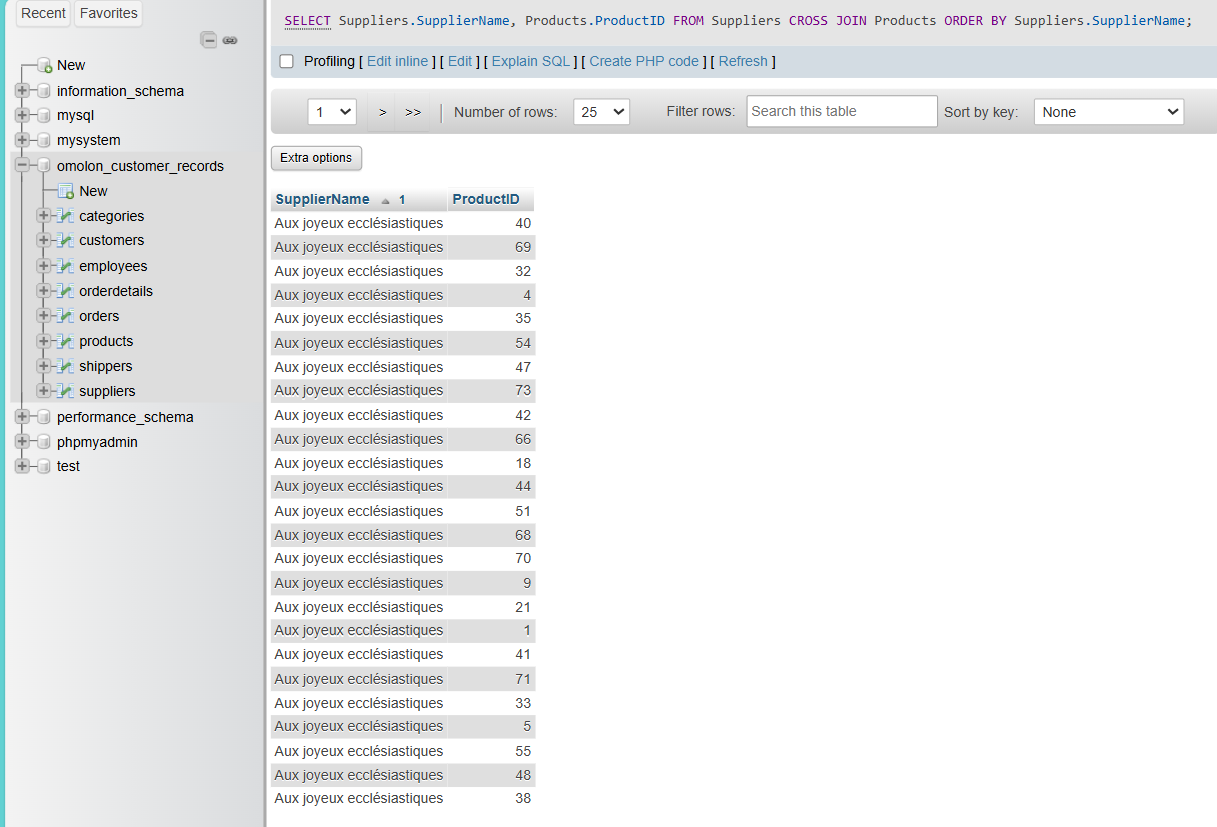 Recent Favorites
New
information_schema
mysql
mysystem
omolon_customer_records
New
categories
customers
employees
orderdetails
orders
products
shippers
suppliers
performance_schema
phpmyadmin
test
SELECT Suppliers.SupplierName, Products.ProductID FROM Suppliers CROSS JOIN Products ORDER BY Suppliers.SupplierName;
Profiling [ Edit inline ] [ Edit ] [ Explain SQL ] [ Create PHP code ] [ Refresh ]
1 > >> Number of rows: 25 Filter rows: Search this table Sort by key: None
Extra options
SupplierName 1 ProductID
Aux joyeux ecclésiastiques 40
Aux joyeux ecclésiastiques 69
Aux joyeux ecclésiastiques 32
Aux joyeux ecclésiastiques 4
Aux joyeux ecclésiastiques 35
Aux joyeux ecclésiastiques 54
Aux joyeux ecclésiastiques 47
Aux joyeux ecclésiastiques 73
Aux joyeux ecclésiastiques 42
Aux joyeux ecclésiastiques 66
Aux joyeux ecclésiastiques 18
Aux joyeux ecclésiastiques 44
Aux joyeux ecclésiastiques 51
Aux joyeux ecclésiastiques 68
Aux joyeux ecclésiastiques 70
Aux joyeux ecclésiastiques 9
Aux joyeux ecclésiastiques 21
Aux joyeux ecclésiastiques 1
Aux joyeux ecclésiastiques 41
Aux joyeux ecclésiastiques 71
Aux joyeux ecclésiastiques 33
Aux joyeux ecclésiastiques 5
Aux joyeux ecclésiastiques 55
Aux joyeux ecclésiastiques 48
Aux joyeux ecclésiastiques 38